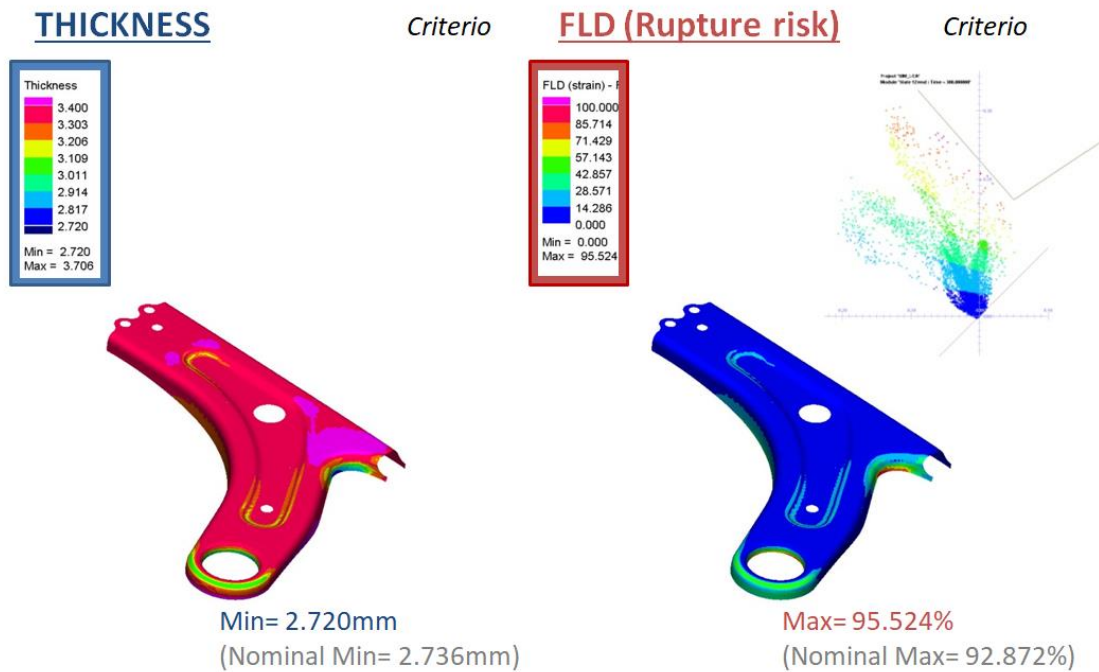 THICKNESS
Criterio
FLD (Rupture risk)
Criterio
Thickness
3.400
3.303
3.206
3.109
3.011
2.914
2.817
2.720
Min = 2.720
Max = 3.706
FLD (strain) - F
100.000
85.714
71.429
57.143
42.857
28.571
14.286
0.000
Min = 0.000
Max = 95.524
Min= 2.720mm
(Nominal Min= 2.736mm)
Max= 95.524%
(Nominal Max= 92.872%)